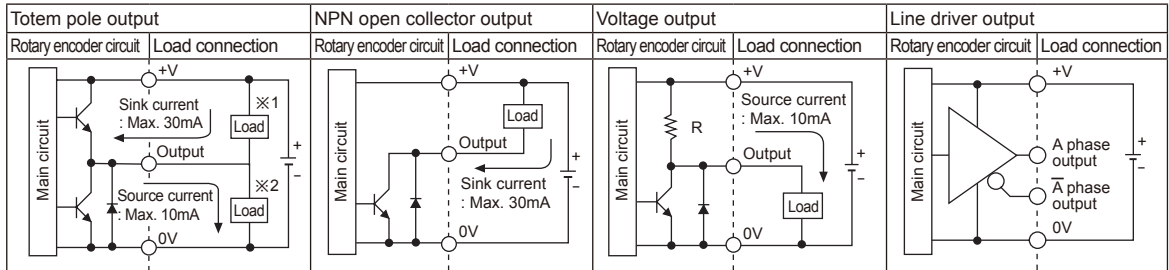 Totem pole output
Rotary encoder circuit Load connection
Main circuit
+V
Sink current
: Max. 30mA
※1
Load
Output
Source current
: Max. 10mA
※2
Load
0V
+
−
NPN open collector output
Rotary encoder circuit Load connection
Main circuit
+V
Load
Output
Sink current
: Max. 30mA
0V
+
−
Voltage output
Rotary encoder circuit Load connection
Main circuit
+V
Source current
: Max. 10mA
R
Output
Load
0V
+
−
Line driver output
Rotary encoder circuit Load connection
Main circuit
+V
A phase
output
A̅ phase
output
0V
+
−